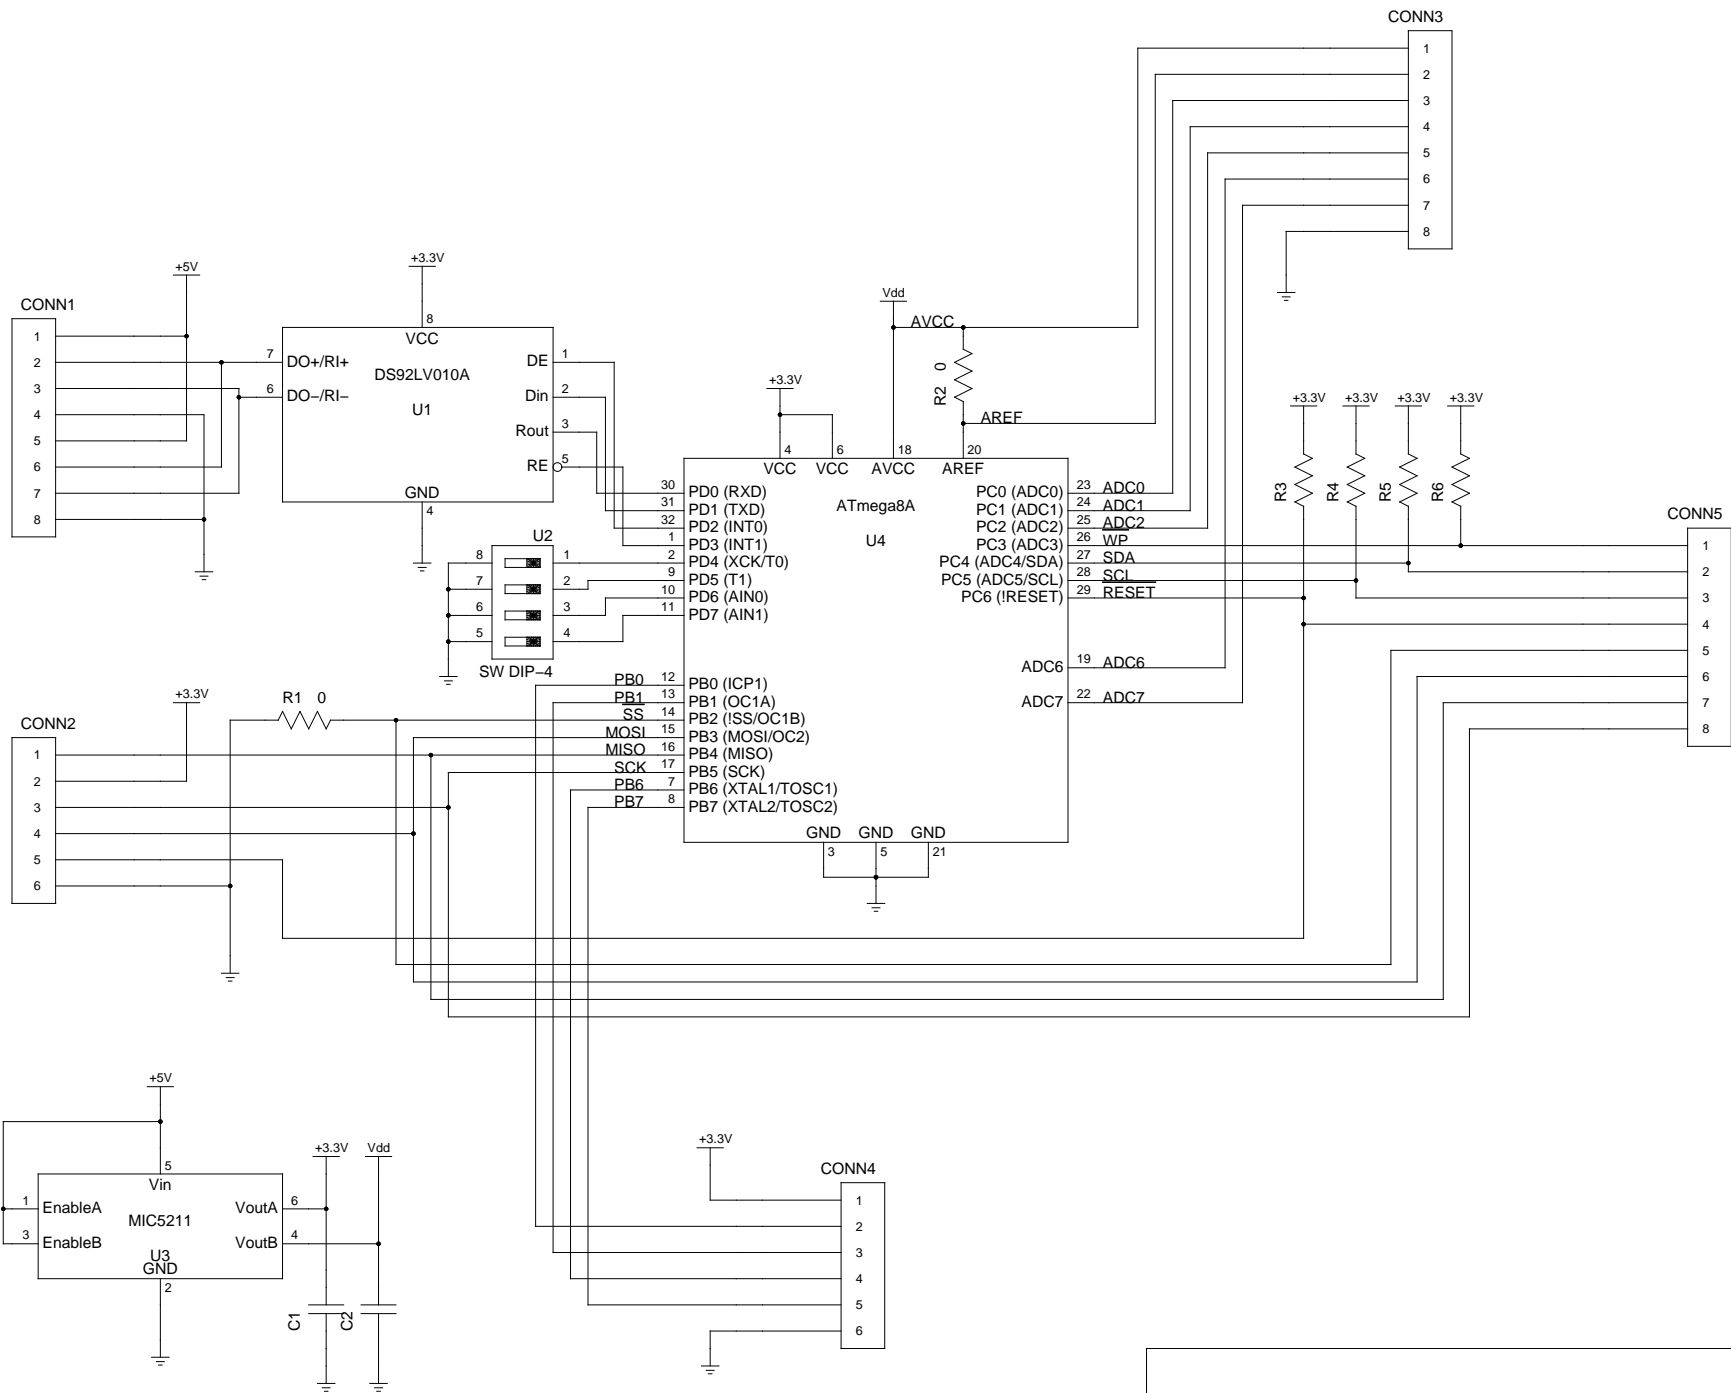 CONN3
1
2
3
4
5
6
7
8
+5V
+3.3V
CONN1
1
2
3
4
5
6
7
8
8
VCC
7 DO+/RI+
6 DO−/RI−
DS92LV010A
U1
DE 1
Din 2
Rout 3
RE 5
GND
4
Vdd
AVCC
R2 0
AREF
+3.3V
4 6 18 20
VCC VCC AVCC AREF
ATmega8A
U4
30 PD0 (RXD)
31 PD1 (TXD)
32 PD2 (INT0)
1 PD3 (INT1)
2 PD4 (XCK/T0)
9 PD5 (T1)
10 PD6 (AIN0)
11 PD7 (AIN1)
PB0 12 PB0 (ICP1)
PB1 13 PB1 (OC1A)
SS 14 PB2 (!SS/OC1B)
MOSI 15 PB3 (MOSI/OC2)
MISO 16 PB4 (MISO)
SCK 17 PB5 (SCK)
PB6 7 PB6 (XTAL1/TOSC1)
PB7 8 PB7 (XTAL2/TOSC2)
PC0 (ADC0) 23 ADC0
PC1 (ADC1) 24 ADC1
PC2 (ADC2) 25 ADC2
PC3 (ADC3) 26 WP
PC4 (ADC4/SDA) 27 SDA
PC5 (ADC5/SCL) 28 SCL
PC6 (!RESET) 29 RESET
ADC6 19 ADC6
ADC7 22 ADC7
GND GND GND
3 5 21
U2
8 1
7 2
6 3
5 4
SW DIP−4
+3.3V +3.3V +3.3V +3.3V
R3 R4 R5 R6
CONN5
1
2
3
4
5
6
7
8
+3.3V
R1 0
CONN2
1
2
3
4
5
6
+5V
5
Vin
1 EnableA
3 EnableB
MIC5211
U3
GND
2
VoutA 6
VoutB 4
+3.3V Vdd
C1 C2
+3.3V
CONN4
1
2
3
4
5
6